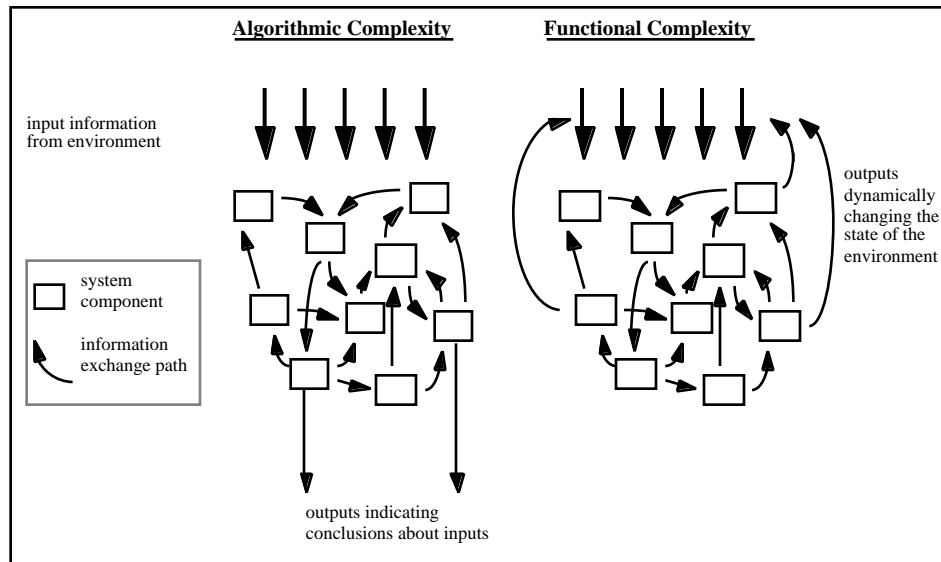 Algorithmic Complexity
Functional Complexity
input information
from environment
outputs
dynamically
changing the
state of the
environment
system
component
information
exchange path
outputs indicating
conclusions about inputs